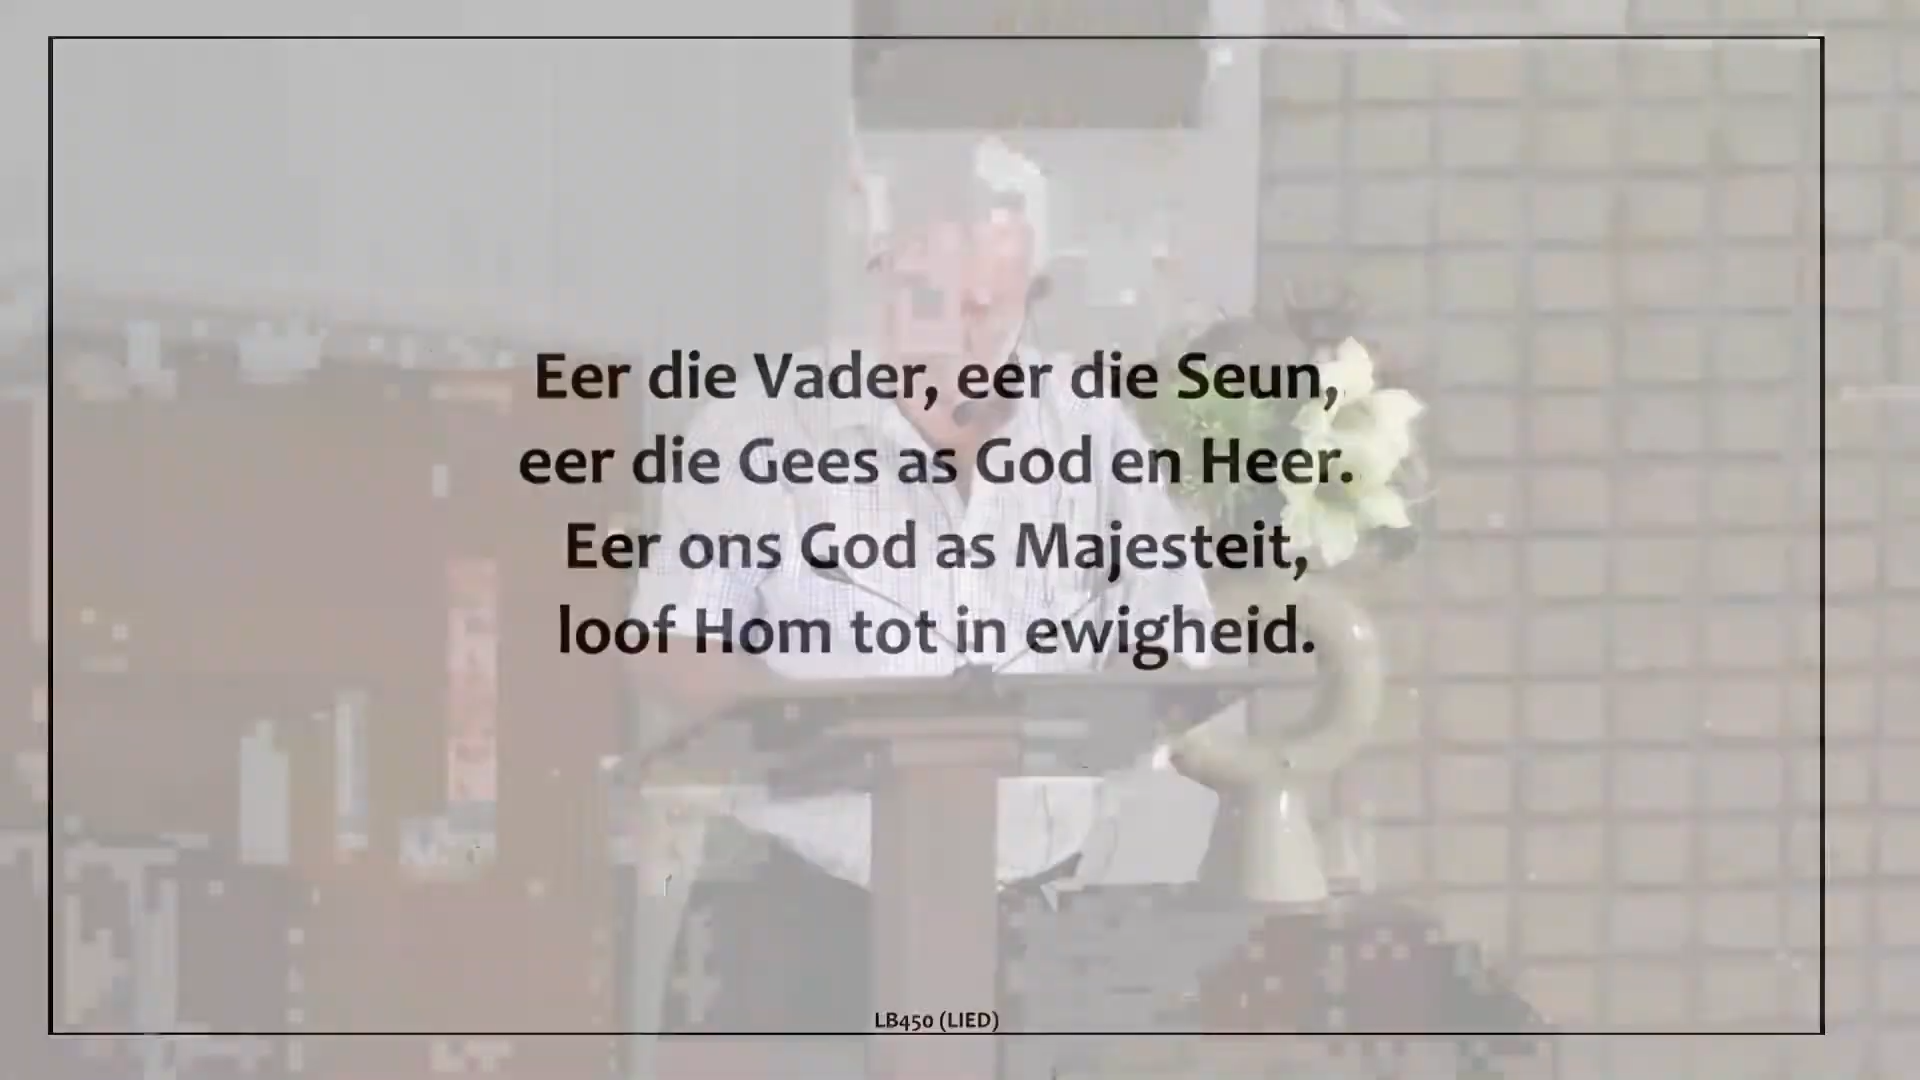 Eer die Vader, eer die Seun,
eer die Gees as God en Heer.
Eer ons God as Majesteit,
loof Hom tot in ewigheid.
LB450 (LIED)